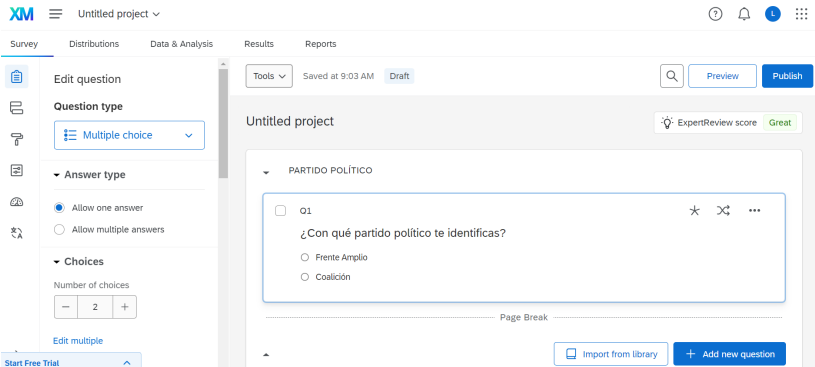 XM Untitled project L
Survey Distributions Data & Analysis Results Reports
Edit question
Question type
Multiple choice
Answer type
Allow one answer
Allow multiple answers
Choices
Number of choices
− 2 +
Edit multiple
Start Free Trial
Tools Saved at 9:03 AM Draft Preview Publish
Untitled project ExpertReview score Great
PARTIDO POLÍTICO
Q1
¿Con qué partido político te identificas?
Frente Amplio
Coalición
Page Break
Import from library + Add new question